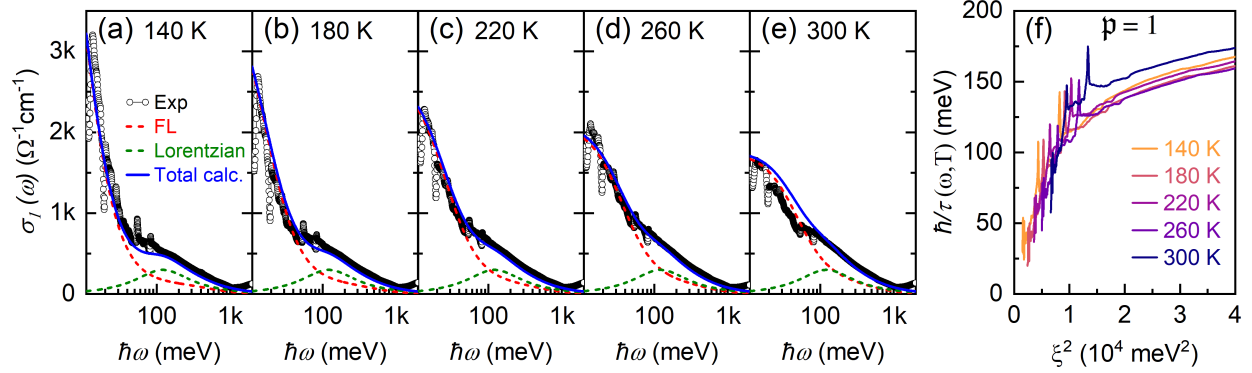 (a) 140 K
(b) 180 K
(c) 220 K
(d) 260 K
(e) 300 K
(f) 𝔭 = 1
σ₁(ω) (Ω⁻¹cm⁻¹)
3k
2k
1k
0
Exp
FL
Lorentzian
Total calc.
100 1k
100 1k
100 1k
100 1k
100 1k
ħω (meV)
ħω (meV)
ħω (meV)
ħω (meV)
ħω (meV)
ħ/τ (ω,T) (meV)
200
150
100
50
0
140 K
180 K
220 K
260 K
300 K
0 1 2 3 4
ξ² (10⁴ meV²)